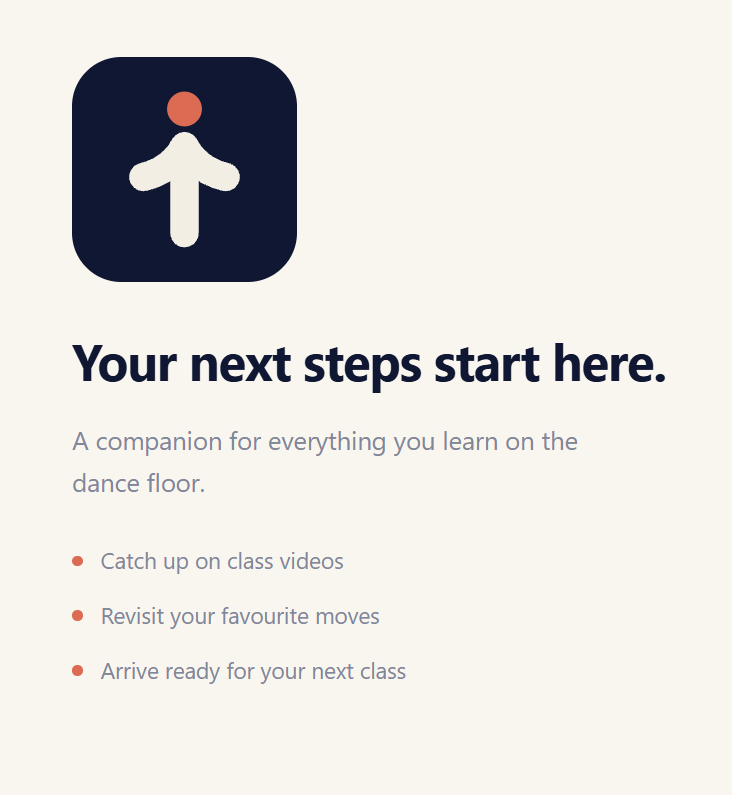 Your next steps start here.
A companion for everything you learn on the
dance floor.
Catch up on class videos
Revisit your favourite moves
Arrive ready for your next class